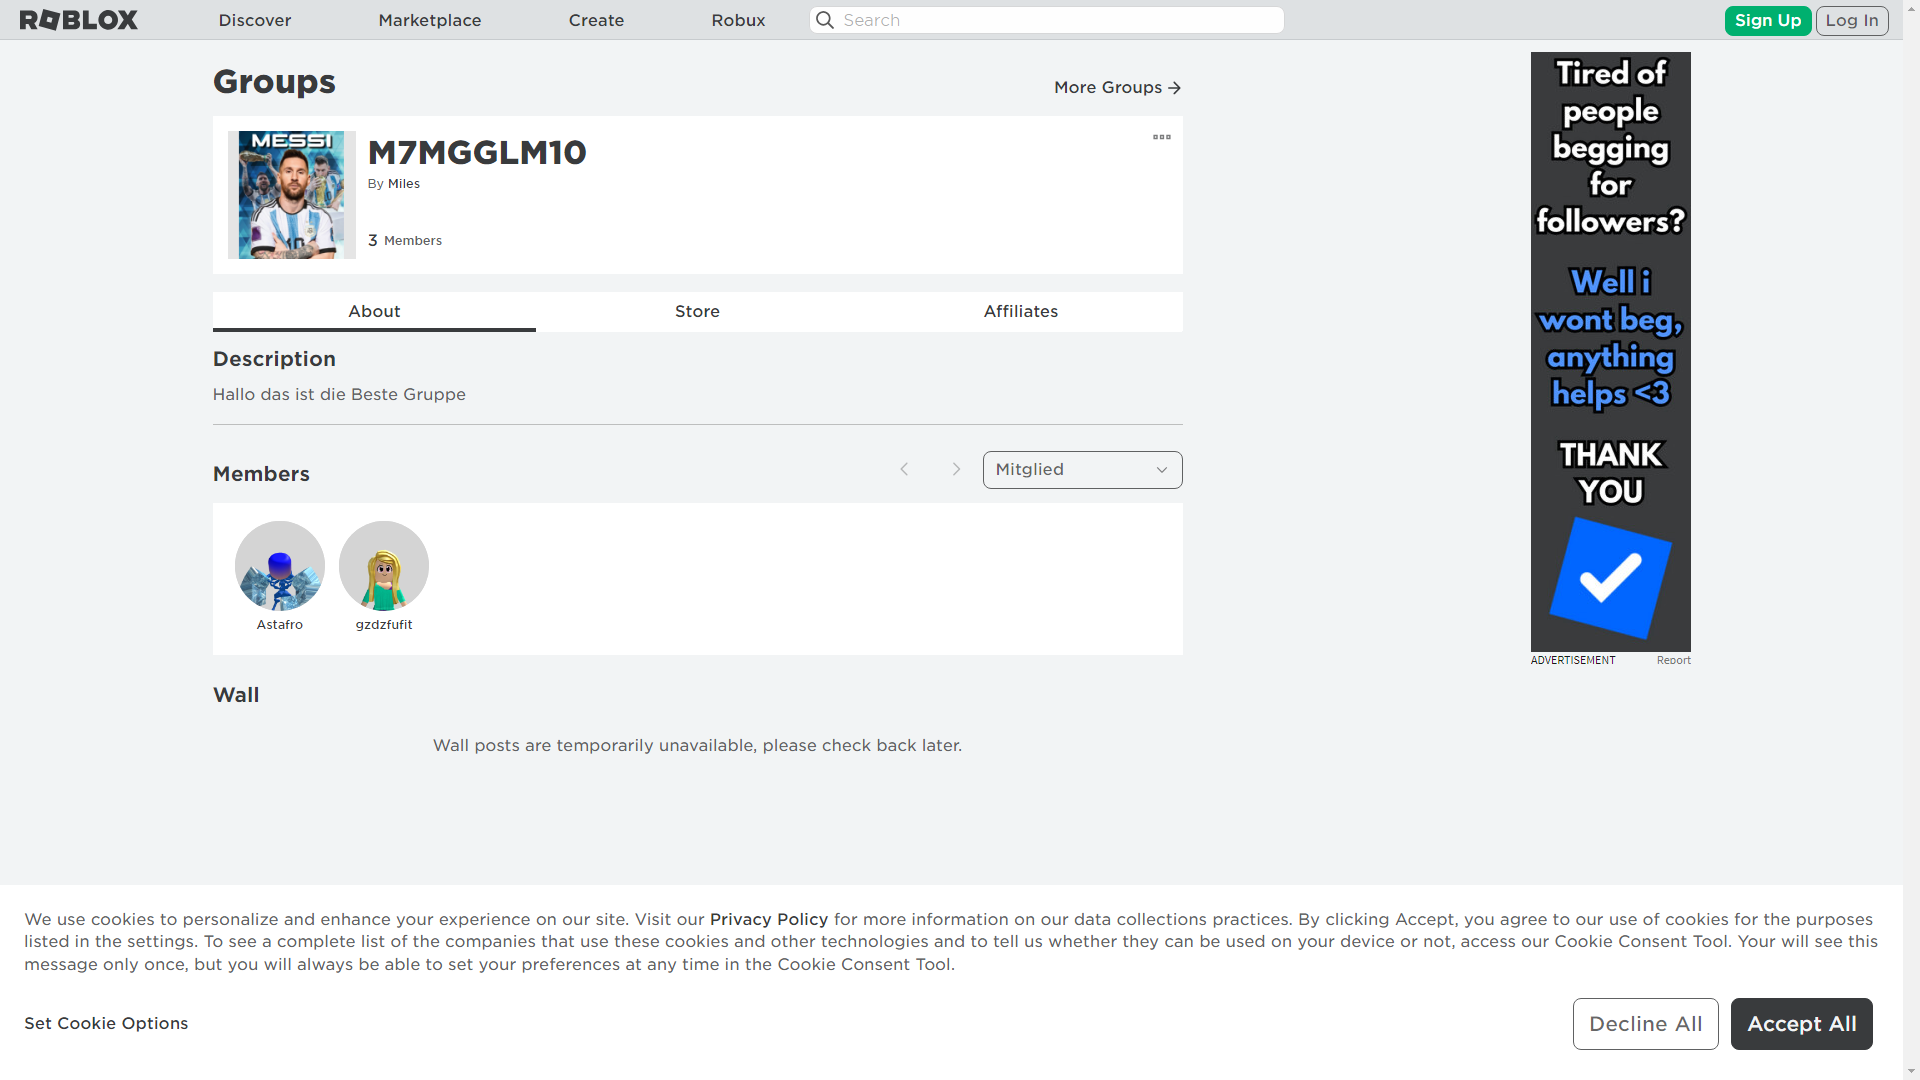 ROBLOX
Discover
Marketplace
Create
Robux
Search
Sign Up
Log In
Groups
More Groups
MESSI
M7MGGLM10
By Miles
3 Members
About
Store
Affiliates
Description
Hallo das ist die Beste Gruppe
Members
Mitglied
Astafro
gzdzfufit
Wall
Wall posts are temporarily unavailable, please check back later.
Tired of
people
begging
for
followers?
Well i
wont beg,
anything
helps <3
THANK
YOU
ADVERTISEMENT
Report
We use cookies to personalize and enhance your experience on our site. Visit our Privacy Policy for more information on our data collections practices. By clicking Accept, you agree to our use of cookies for the purposes
listed in the settings. To see a complete list of the companies that use these cookies and other technologies and to tell us whether they can be used on your device or not, access our Cookie Consent Tool. Your will see this
message only once, but you will always be able to set your preferences at any time in the Cookie Consent Tool.
Set Cookie Options
Decline All
Accept All